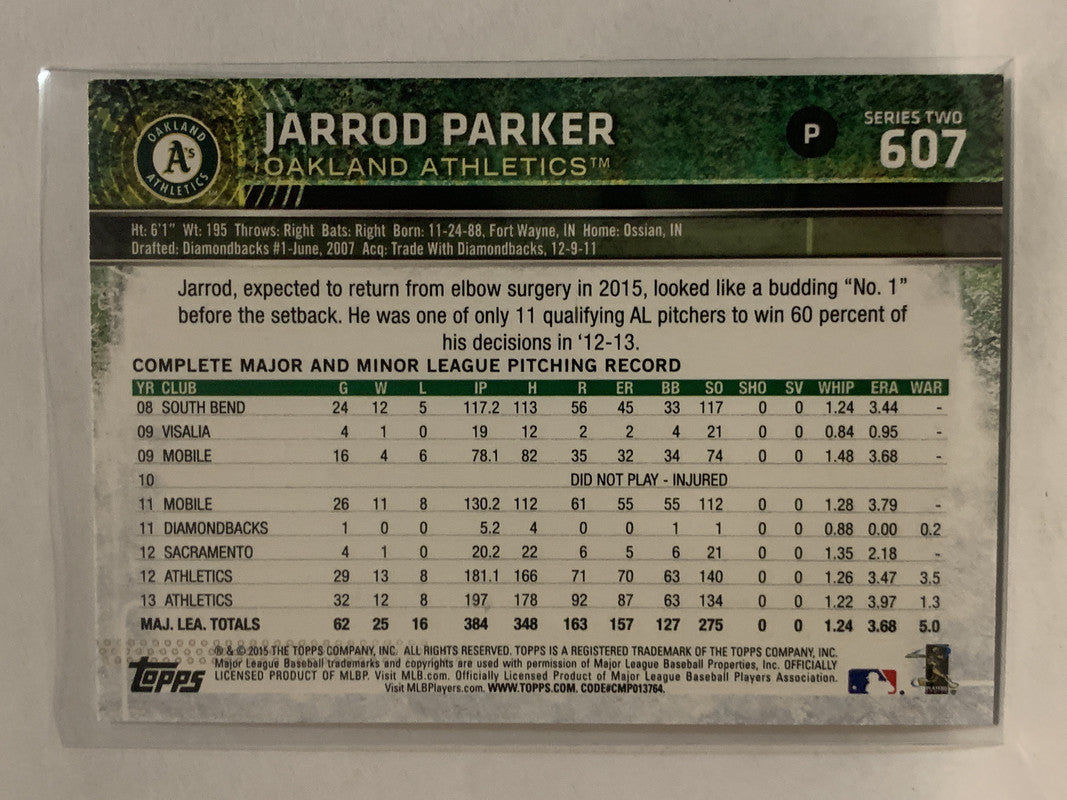 OAKLAND A's ATHLETICS
JARROD PARKER
OAKLAND ATHLETICS™
P
SERIES TWO
607
Ht: 6'1" Wt: 195 Throws: Right Bats: Right Born: 11-24-88, Fort Wayne, IN Home: Ossian, IN
Drafted: Diamondbacks #1-June, 2007 Acq: Trade With Diamondbacks, 12-9-11
Jarrod, expected to return from elbow surgery in 2015, looked like a budding “No. 1”
before the setback. He was one of only 11 qualifying AL pitchers to win 60 percent of
his decisions in ‘12-13.
COMPLETE MAJOR AND MINOR LEAGUE PITCHING RECORD
YR CLUB G W L IP H R ER BB SO SHO SV WHIP ERA WAR
08 SOUTH BEND 24 12 5 117.2 113 56 45 33 117 0 0 1.24 3.44 -
09 VISALIA 4 1 0 19 12 2 2 4 21 0 0 0.84 0.95 -
09 MOBILE 16 4 6 78.1 82 35 32 34 74 0 0 1.48 3.68 -
10 DID NOT PLAY - INJURED
11 MOBILE 26 11 8 130.2 112 61 55 55 112 0 0 1.28 3.79 -
11 DIAMONDBACKS 1 0 0 5.2 4 0 0 1 1 0 0 0.88 0.00 0.2
12 SACRAMENTO 4 1 0 20.2 22 6 5 6 21 0 0 1.35 2.18 -
12 ATHLETICS 29 13 8 181.1 166 71 70 63 140 0 0 1.26 3.47 3.5
13 ATHLETICS 32 12 8 197 178 92 87 63 134 0 0 1.22 3.97 1.3
MAJ. LEA. TOTALS 62 25 16 384 348 163 157 127 275 0 0 1.24 3.68 5.0
® & © 2015 THE TOPPS COMPANY, INC. ALL RIGHTS RESERVED. TOPPS IS A REGISTERED TRADEMARK OF THE TOPPS COMPANY, INC.
Major League Baseball trademarks and copyrights are used with permission of Major League Baseball Properties, Inc. OFFICIALLY
LICENSED PRODUCT OF MLBP. Visit MLB.com. Officially Licensed Product of Major League Baseball Players Association.
Visit MLBPlayers.com. WWW.TOPPS.COM. CODE#CMP013764.
topps